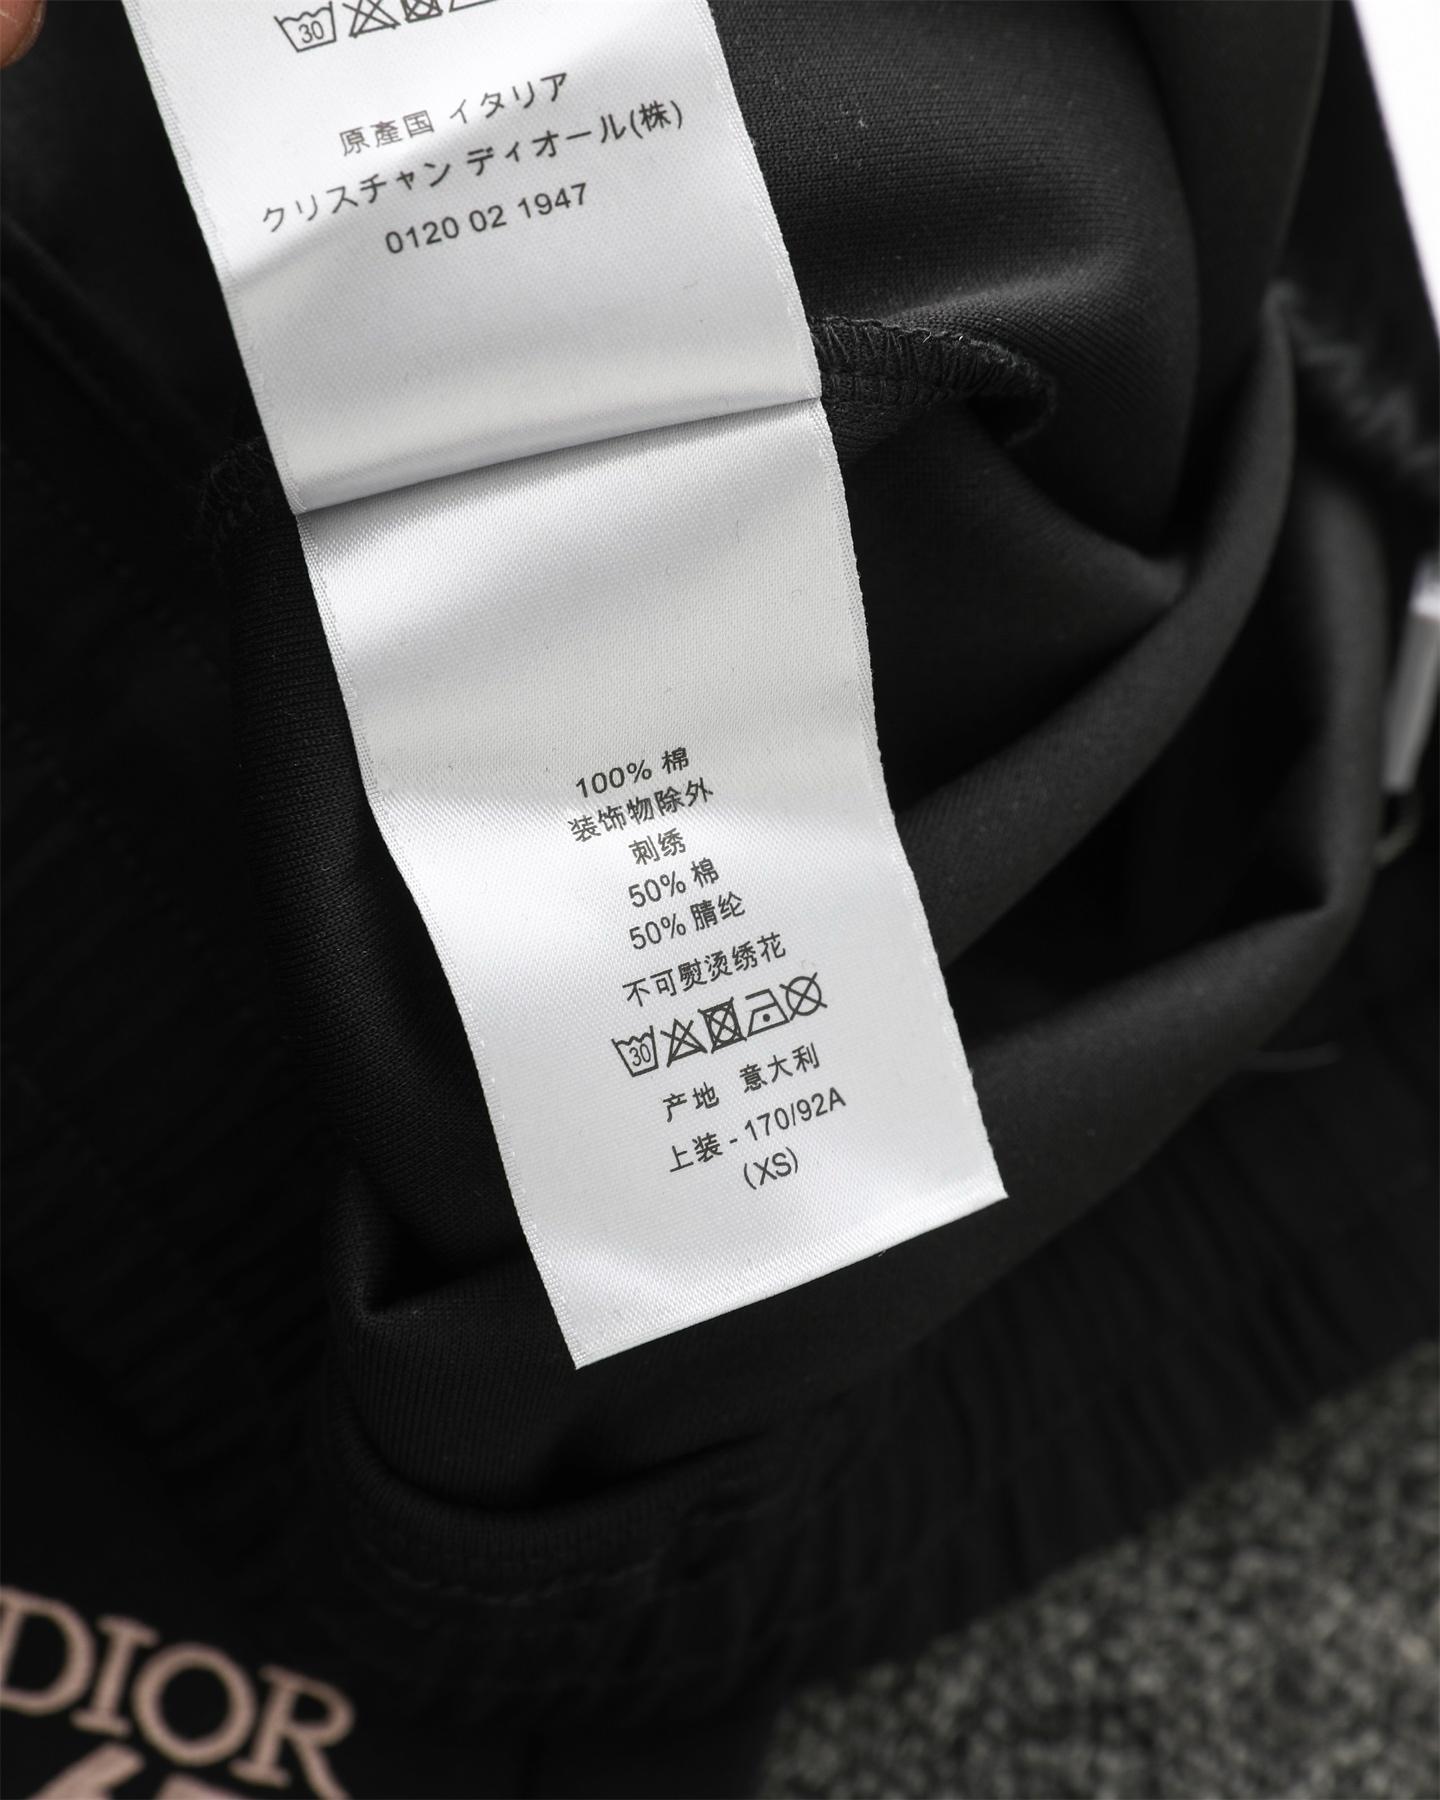 30
原産国 イタリア
クリスチャン ディオール(株)
0120 02 1947
100% 棉
装饰物除外
刺绣
50% 棉
50% 腈纶
不可熨烫绣花
30
产地 意大利
上装 - 170/92A
(XS)
DIOR